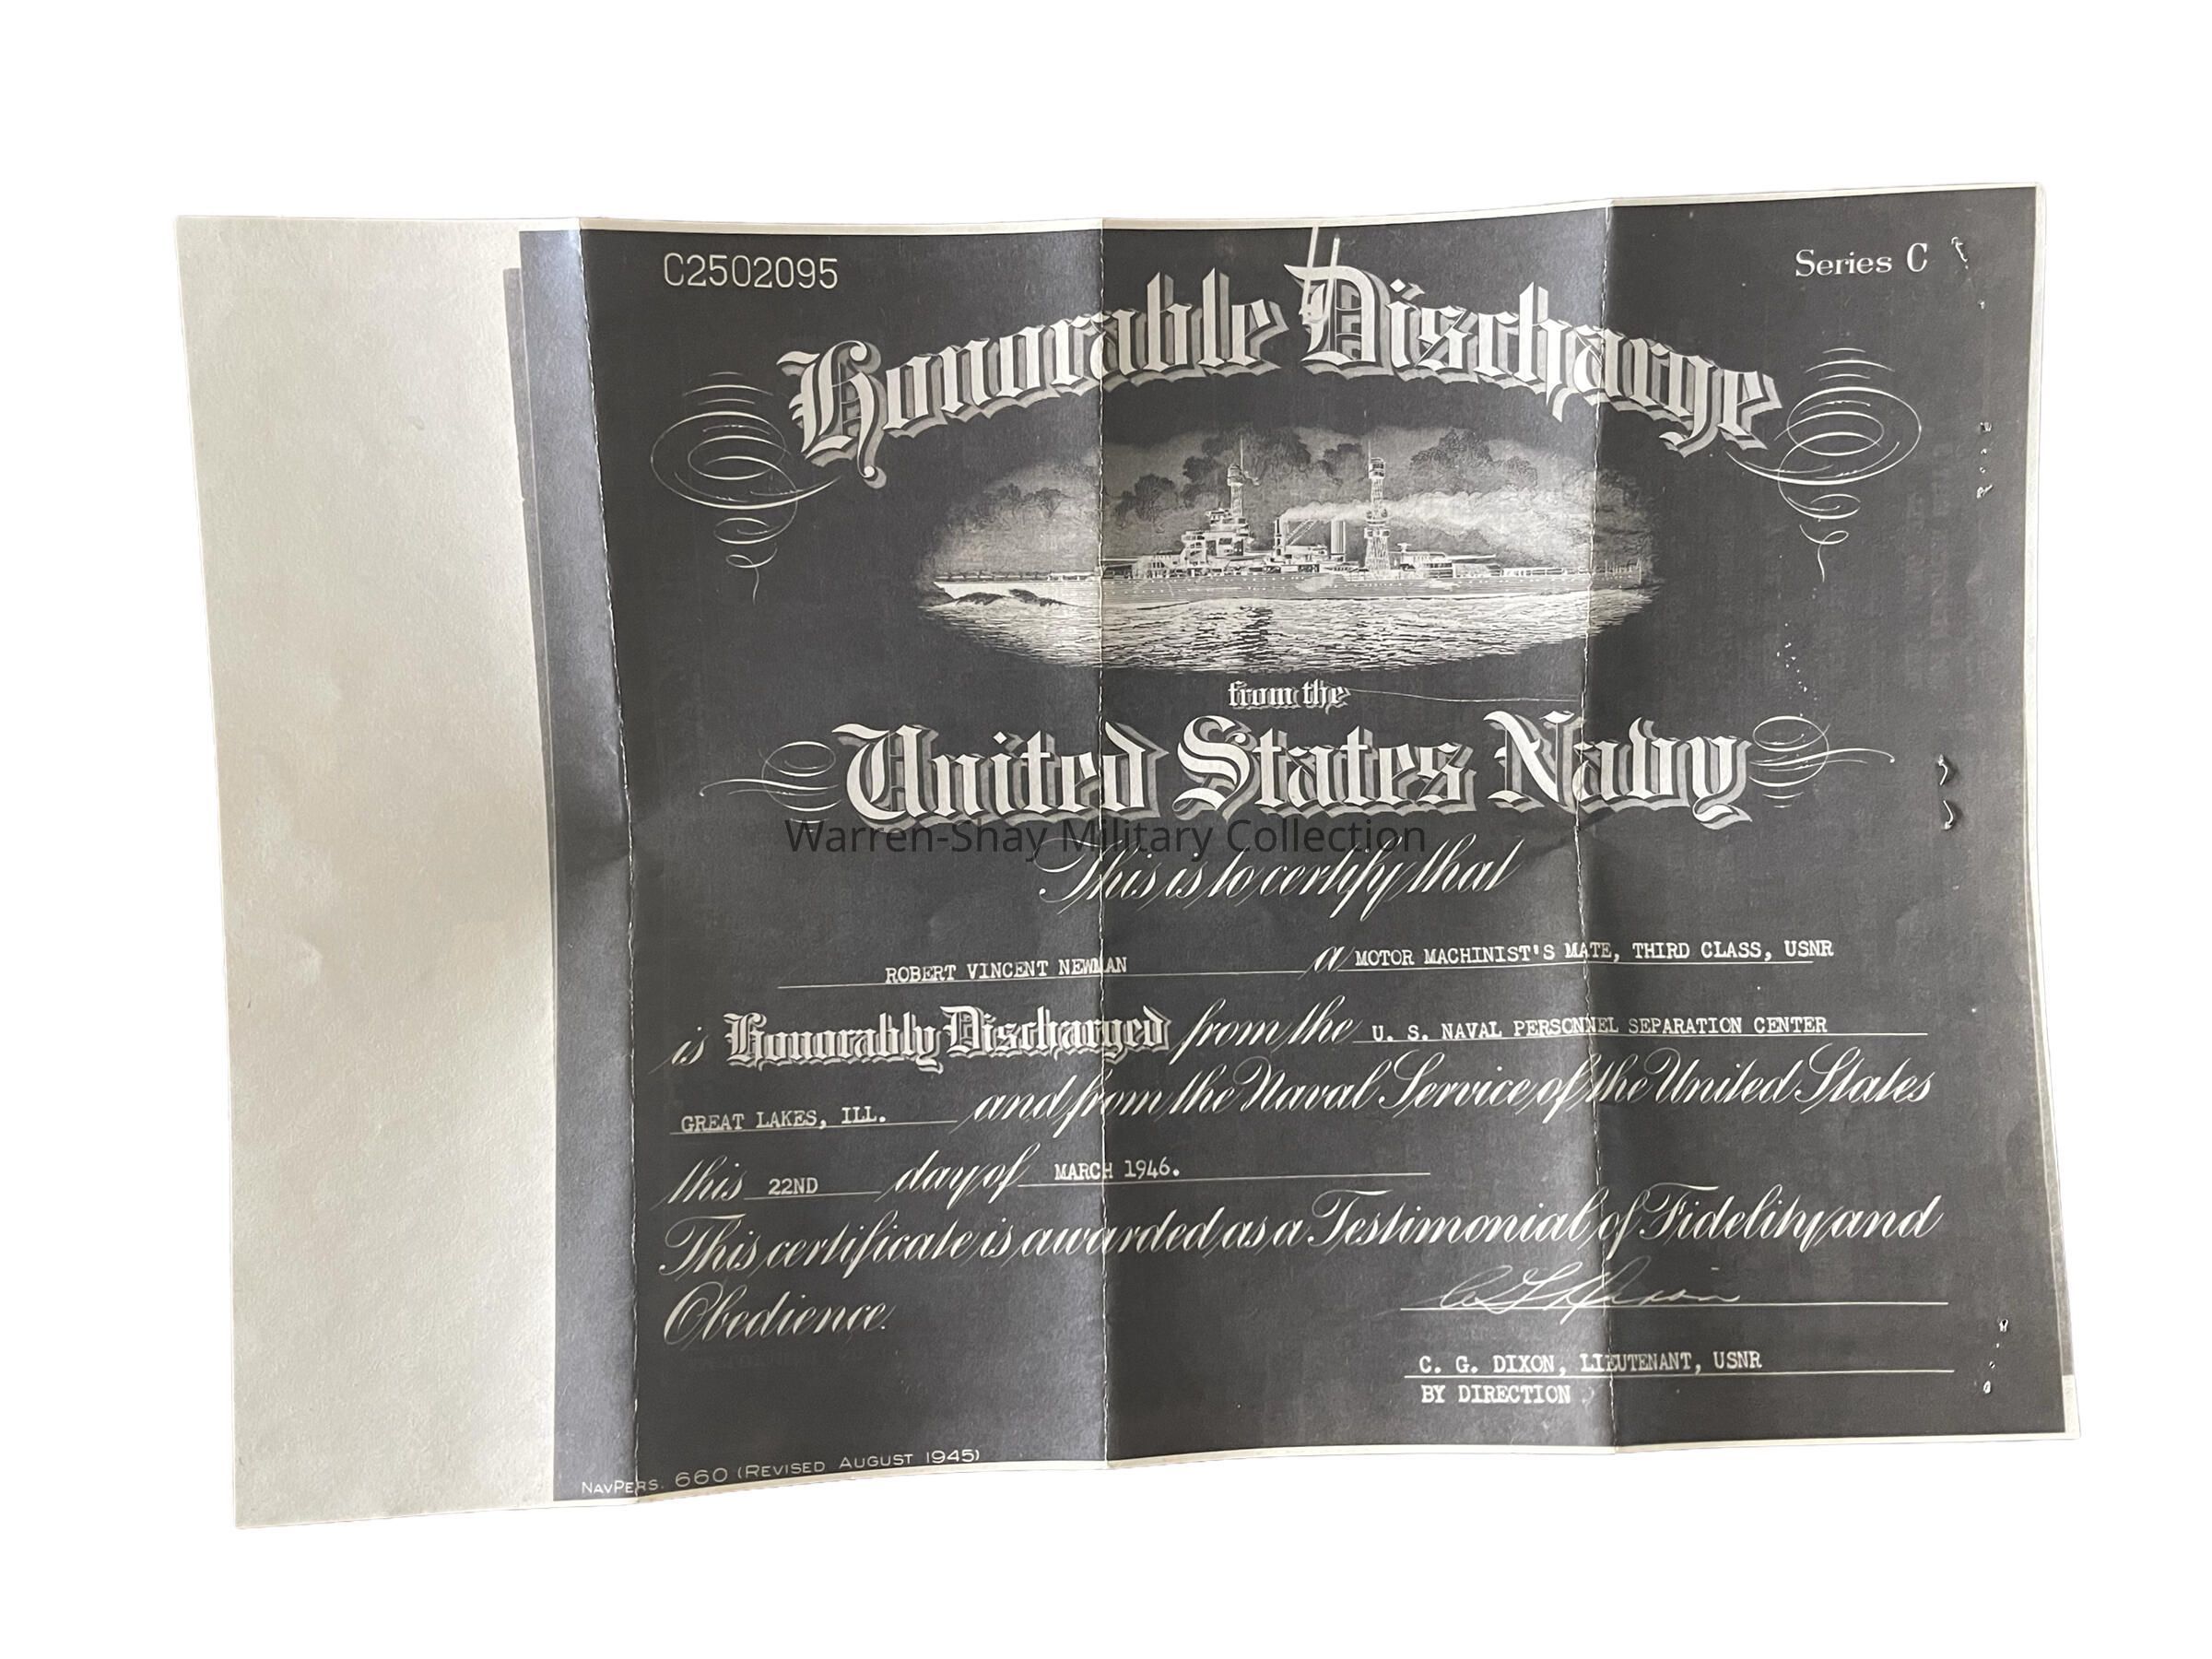 C2502095
Series C
Honorable Discharge
from the
United States Navy
Warren-Shay Military Collection
This is to certify that
ROBERT VINCENT NEWMAN a MOTOR MACHINIST'S MATE, THIRD CLASS, USNR
is Honorably Discharged from the U. S. NAVAL PERSONNEL SEPARATION CENTER
GREAT LAKES, ILL. and from the Naval Service of the United States
this 22ND day of MARCH 1946.
This certificate is awarded as a Testimonial of Fidelity and
Obedience.
C G Dixon
C. G. DIXON, LIEUTENANT, USNR
BY DIRECTION
NAVPERS. 660 (REVISED AUGUST 1945)